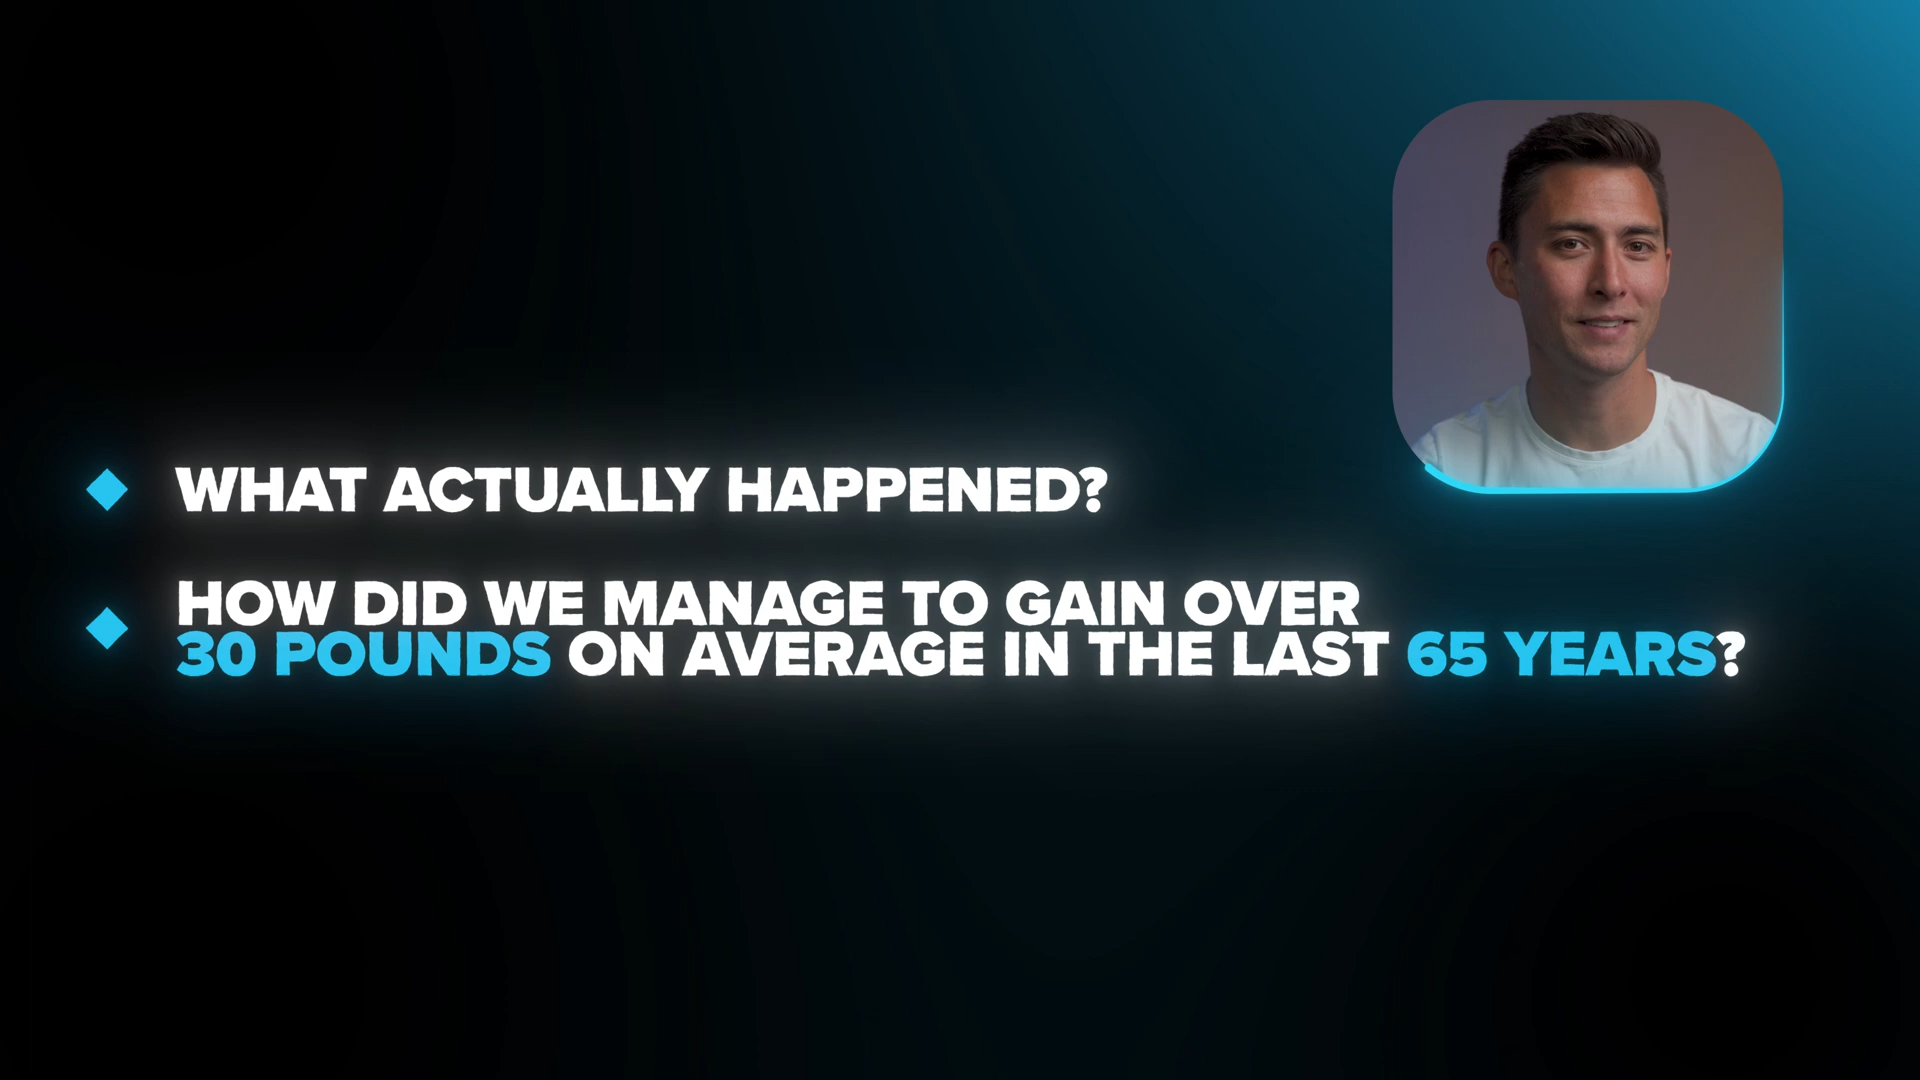 WHAT ACTUALLY HAPPENED?
HOW DID WE MANAGE TO GAIN OVER
30 POUNDS ON AVERAGE IN THE LAST 65 YEARS?